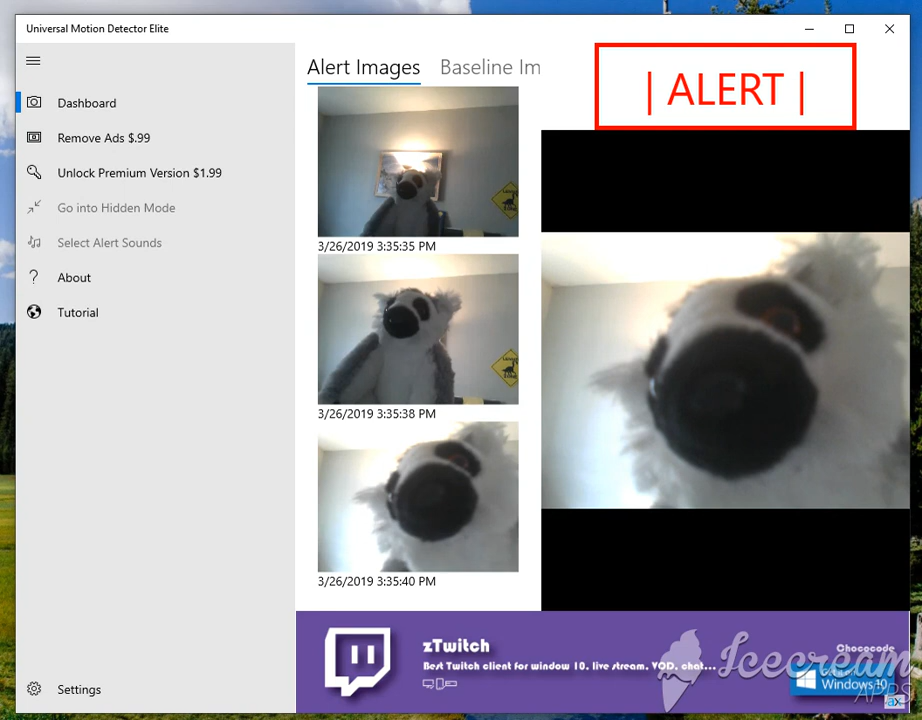 Universal Motion Detector Elite
Alert Images
Baseline Im
| ALERT |
Dashboard
Remove Ads $.99
Unlock Premium Version $1.99
Go into Hidden Mode
Select Alert Sounds
About
Tutorial
3/26/2019 3:35:35 PM
3/26/2019 3:35:38 PM
3/26/2019 3:35:40 PM
Settings
zTwitch
Best Twitch client for window 10, live stream, VOD, chat...
Chococode
Windows 10
Icecream
APPS